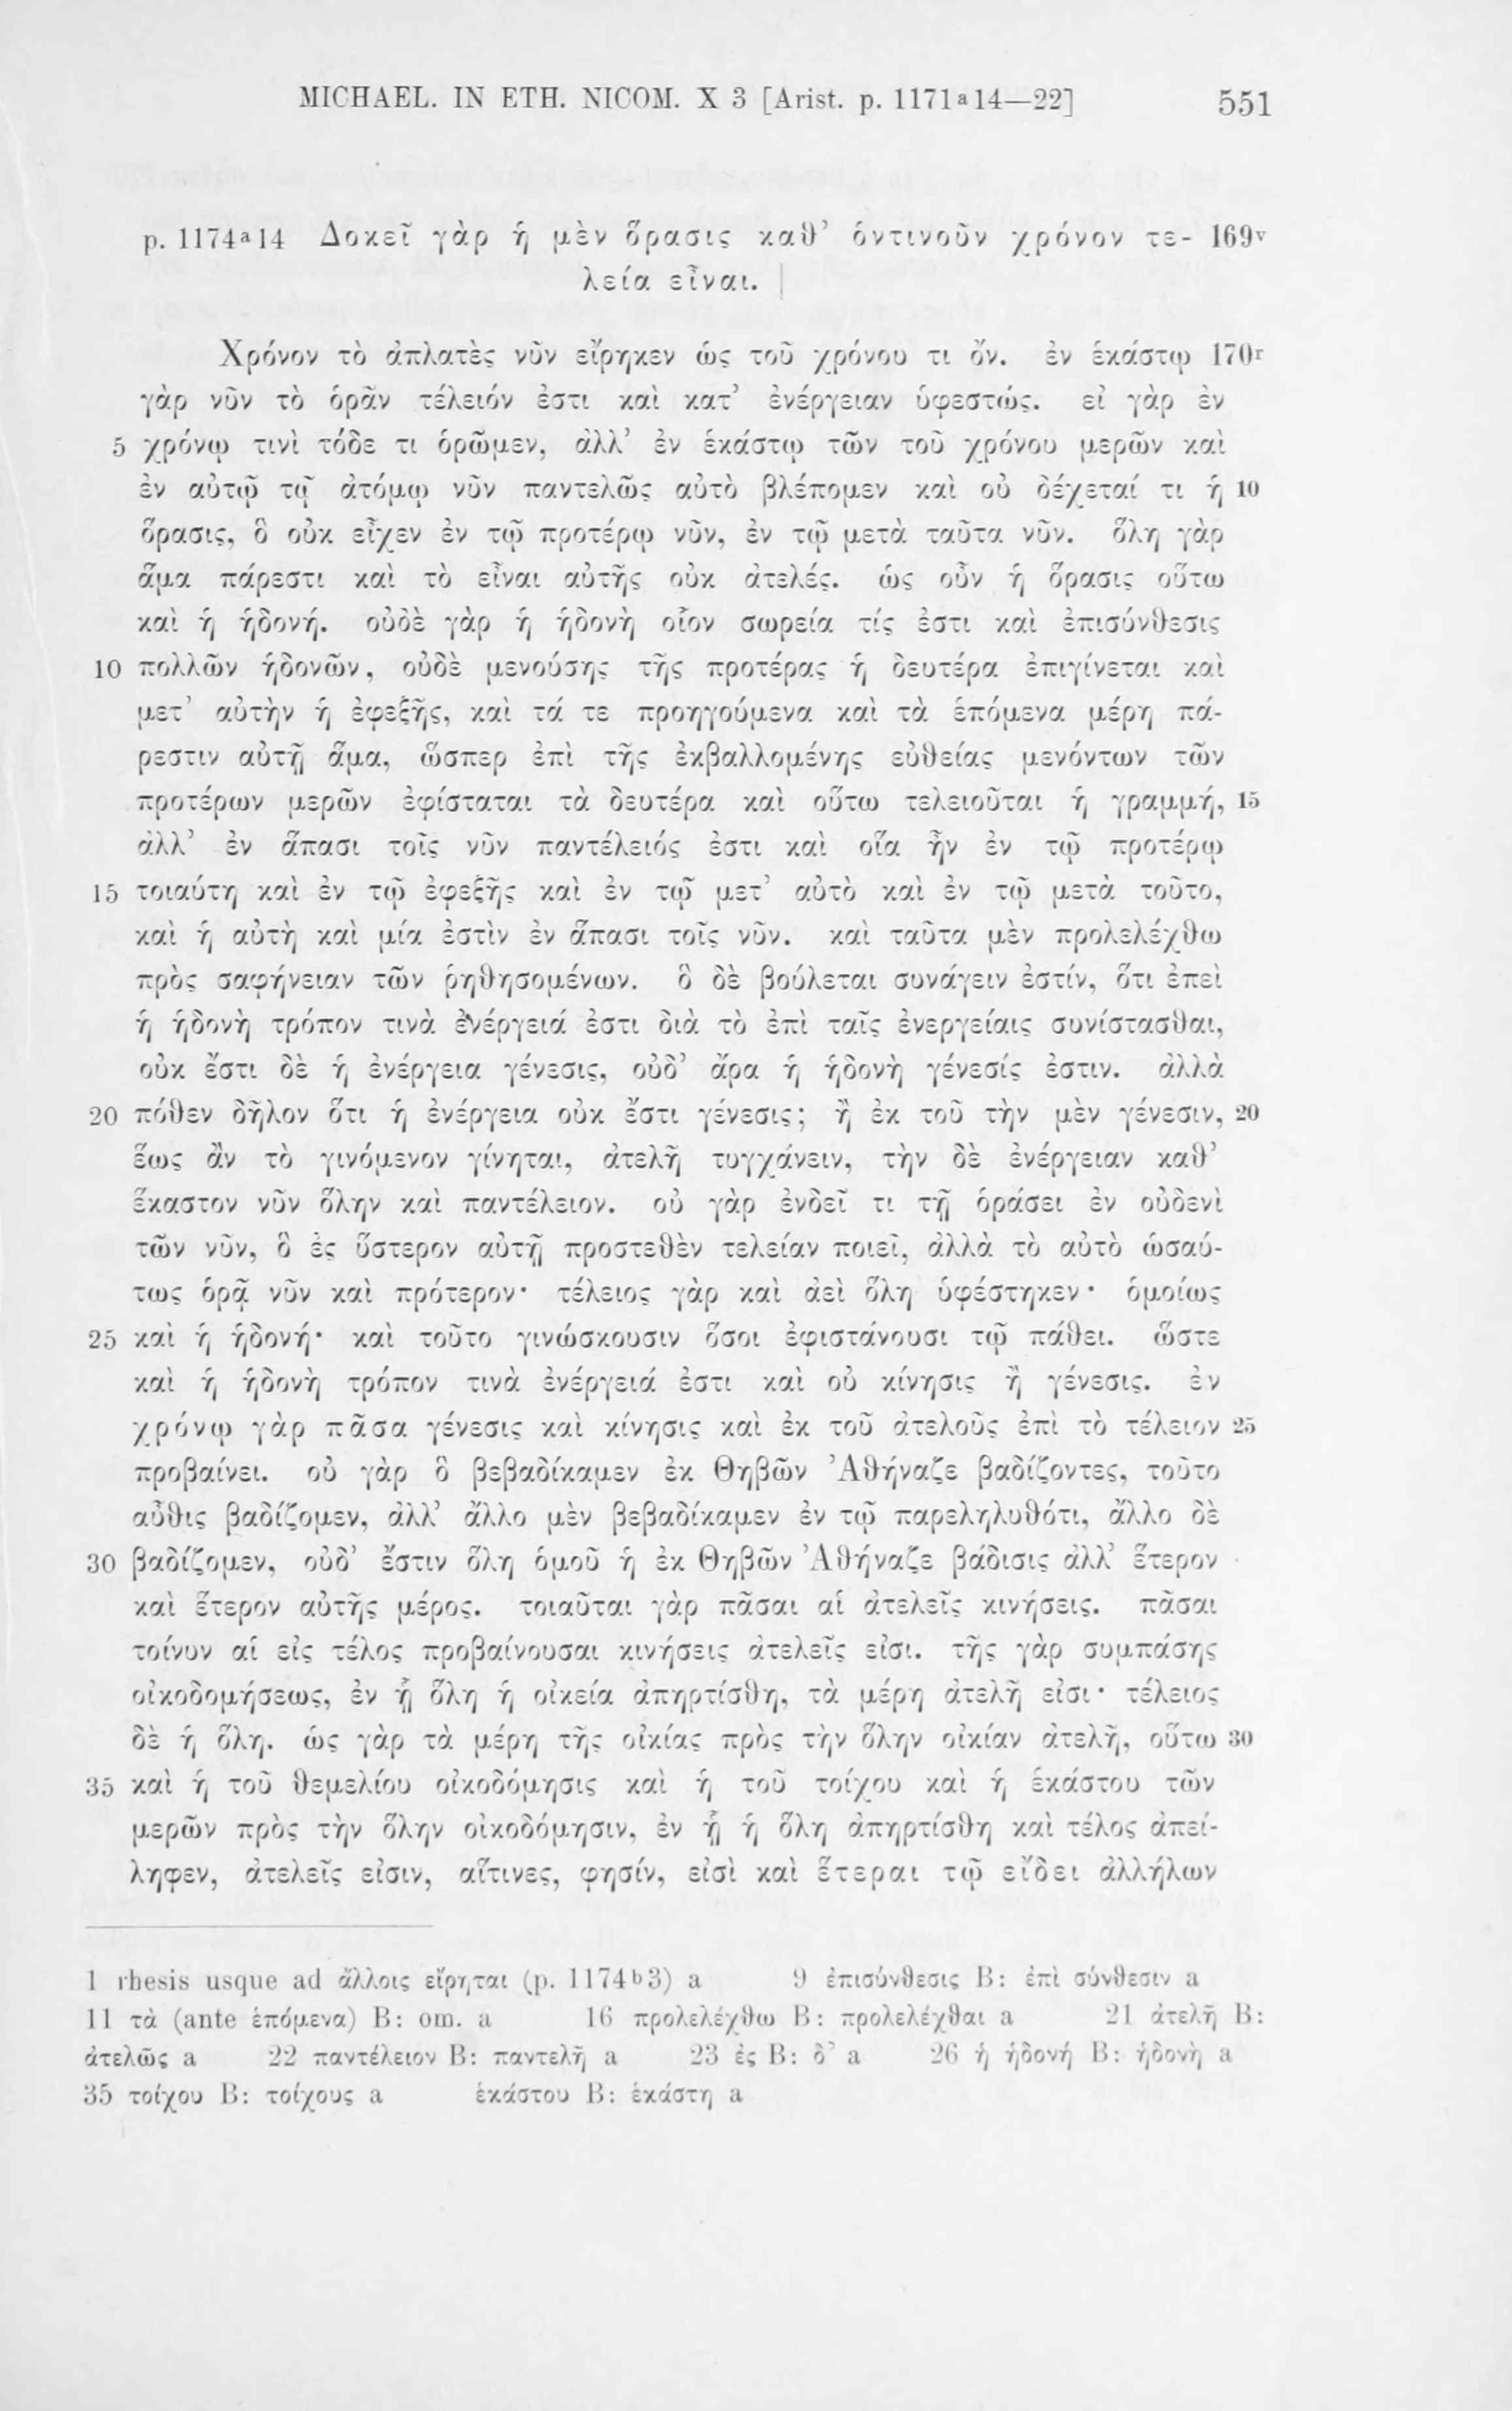 MICHAEL. IN ETH. NICOM. X 3 [Arist. p. 1171ª14—22] 551
p. 1174ª14 Δοκεῖ γὰρ ἡ μὲν ὅρασις καθ’ ὁντινοῦν χρόνον τε- 169ᵛ
λεία εἶναι. |
Χρόνον τὸ ἀπλατὲς νῦν εἴρηκεν ὡς τοῦ χρόνου τι ὄν. ἐν ἑκάστῳ 170ʳ
γὰρ νῦν τὸ ὁρᾶν τέλειόν ἐστι καὶ κατ’ ἐνέργειαν ὑφεστώς. εἰ γὰρ ἐν
5 χρόνῳ τινὶ τόδε τι ὁρῶμεν, ἀλλ’ ἐν ἑκάστῳ τῶν τοῦ χρόνου μερῶν καὶ
ἐν αὐτῷ τῷ ἀτόμῳ νῦν παντελῶς αὐτὸ βλέπομεν καὶ οὐ δέχεταί τι ἡ 10
ὅρασις, ὃ οὐκ εἶχεν ἐν τῷ προτέρῳ νῦν, ἐν τῷ μετὰ ταῦτα νῦν. ὅλη γὰρ
ἅμα πάρεστι καὶ τὸ εἶναι αὐτῆς οὐκ ἀτελές. ὡς οὖν ἡ ὅρασις οὕτω
καὶ ἡ ἡδονή. οὐδὲ γὰρ ἡ ἡδονὴ οἷον σωρεία τίς ἐστι καὶ ἐπισύνθεσις
10 πολλῶν ἡδονῶν, οὐδὲ μενούσης τῆς προτέρας ἡ δευτέρα ἐπιγίνεται καὶ
μετ’ αὐτὴν ἡ ἐφεξῆς, καὶ τά τε προηγούμενα καὶ τὰ ἑπόμενα μέρη πά-
ρεστιν αὐτῇ ἅμα, ὥσπερ ἐπὶ τῆς ἐκβαλλομένης εὐθείας μενόντων τῶν
προτέρων μερῶν ἐφίσταται τὰ δευτέρα καὶ οὕτω τελειοῦται ἡ γραμμή, 15
ἀλλ’ ἐν ἅπασι τοῖς νῦν παντέλειός ἐστι καὶ οἵα ἦν ἐν τῷ προτέρῳ
15 τοιαύτη καὶ ἐν τῷ ἐφεξῆς καὶ ἐν τῷ μετ’ αὐτὸ καὶ ἐν τῷ μετὰ τοῦτο,
καὶ ἡ αὐτὴ καὶ μία ἐστὶν ἐν ἅπασι τοῖς νῦν. καὶ ταῦτα μὲν προλελέχθω
πρὸς σαφήνειαν τῶν ῥηθησομένων. ὃ δὲ βούλεται συνάγειν ἐστίν, ὅτι ἐπεὶ
ἡ ἡδονὴ τρόπον τινὰ ἐνέργειά ἐστι διὰ τὸ ἐπὶ ταῖς ἐνεργείαις συνίστασθαι,
οὐκ ἔστι δὲ ἡ ἐνέργεια γένεσις, οὐδ’ ἄρα ἡ ἡδονὴ γένεσίς ἐστιν. ἀλλὰ
20 πόθεν δῆλον ὅτι ἡ ἐνέργεια οὐκ ἔστι γένεσις; ἢ ἐκ τοῦ τὴν μὲν γένεσιν, 20
ἕως ἂν τὸ γινόμενον γίνηται, ἀτελῆ τυγχάνειν, τὴν δὲ ἐνέργειαν καθ’
ἕκαστον νῦν ὅλην καὶ παντέλειον. οὐ γὰρ ἐνδεῖ τι τῇ ὁράσει ἐν οὐδενὶ
τῶν νῦν, ὃ ἐς ὕστερον αὐτῇ προστεθὲν τελείαν ποιεῖ, ἀλλὰ τὸ αὐτὸ ὡσαύ-
τως ὁρᾷ νῦν καὶ πρότερον· τέλειος γὰρ καὶ ἀεὶ ὅλη ὑφέστηκεν· ὁμοίως
25 καὶ ἡ ἡδονή· καὶ τοῦτο γινώσκουσιν ὅσοι ἐφιστάνουσι τῷ πάθει. ὥστε
καὶ ἡ ἡδονὴ τρόπον τινὰ ἐνέργειά ἐστι καὶ οὐ κίνησις ἢ γένεσις. ἐν
χρόνῳ γὰρ πᾶσα γένεσις καὶ κίνησις καὶ ἐκ τοῦ ἀτελοῦς ἐπὶ τὸ τέλειον 25
προβαίνει. οὐ γὰρ ὃ βεβαδίκαμεν ἐκ Θηβῶν Ἀθήναζε βαδίζοντες, τοῦτο
αὖθις βαδίζομεν, ἀλλ’ ἄλλο μὲν βεβαδίκαμεν ἐν τῷ παρεληλυθότι, ἄλλο δὲ
30 βαδίζομεν, οὐδ’ ἔστιν ὅλη ὁμοῦ ἡ ἐκ Θηβῶν Ἀθήναζε βάδισις ἀλλ’ ἕτερον
καὶ ἕτερον αὐτῆς μέρος. τοιαῦται γὰρ πᾶσαι αἱ ἀτελεῖς κινήσεις. πᾶσαι
τοίνυν αἱ εἰς τέλος προβαίνουσαι κινήσεις ἀτελεῖς εἰσι. τῆς γὰρ συμπάσης
οἰκοδομήσεως, ἐν ᾗ ὅλη ἡ οἰκεία ἀπηρτίσθη, τὰ μέρη ἀτελῆ εἰσι· τέλειος
δὲ ἡ ὅλη. ὡς γὰρ τὰ μέρη τῆς οἰκίας πρὸς τὴν ὅλην οἰκίαν ἀτελῆ, οὕτω 30
35 καὶ ἡ τοῦ θεμελίου οἰκοδόμησις καὶ ἡ τοῦ τοίχου καὶ ἡ ἑκάστου τῶν
μερῶν πρὸς τὴν ὅλην οἰκοδόμησιν, ἐν ᾗ ἡ ὅλη ἀπηρτίσθη καὶ τέλος ἀπεί-
ληφεν, ἀτελεῖς εἰσιν, αἵτινες, φησίν, εἰσὶ καὶ ἕτεραι τῷ εἴδει ἀλλήλων
1 rhesis usque ad ἄλλοις εἴρηται (p. 1174ᵇ3) a 9 ἐπισύνθεσις B: ἐπὶ σύνθεσιν a
11 τὰ (ante ἑπόμενα) B: om. a 16 προλελέχθω B: προλελέχθαι a 21 ἀτελῆ B:
ἀτελῶς a 22 παντέλειον B: παντελῆ a 23 ἐς B: δ’ a 26 ἡ ἡδονή B: ἡδονὴ a
35 τοίχου B: τοίχους a ἑκάστου B: ἑκάστη a